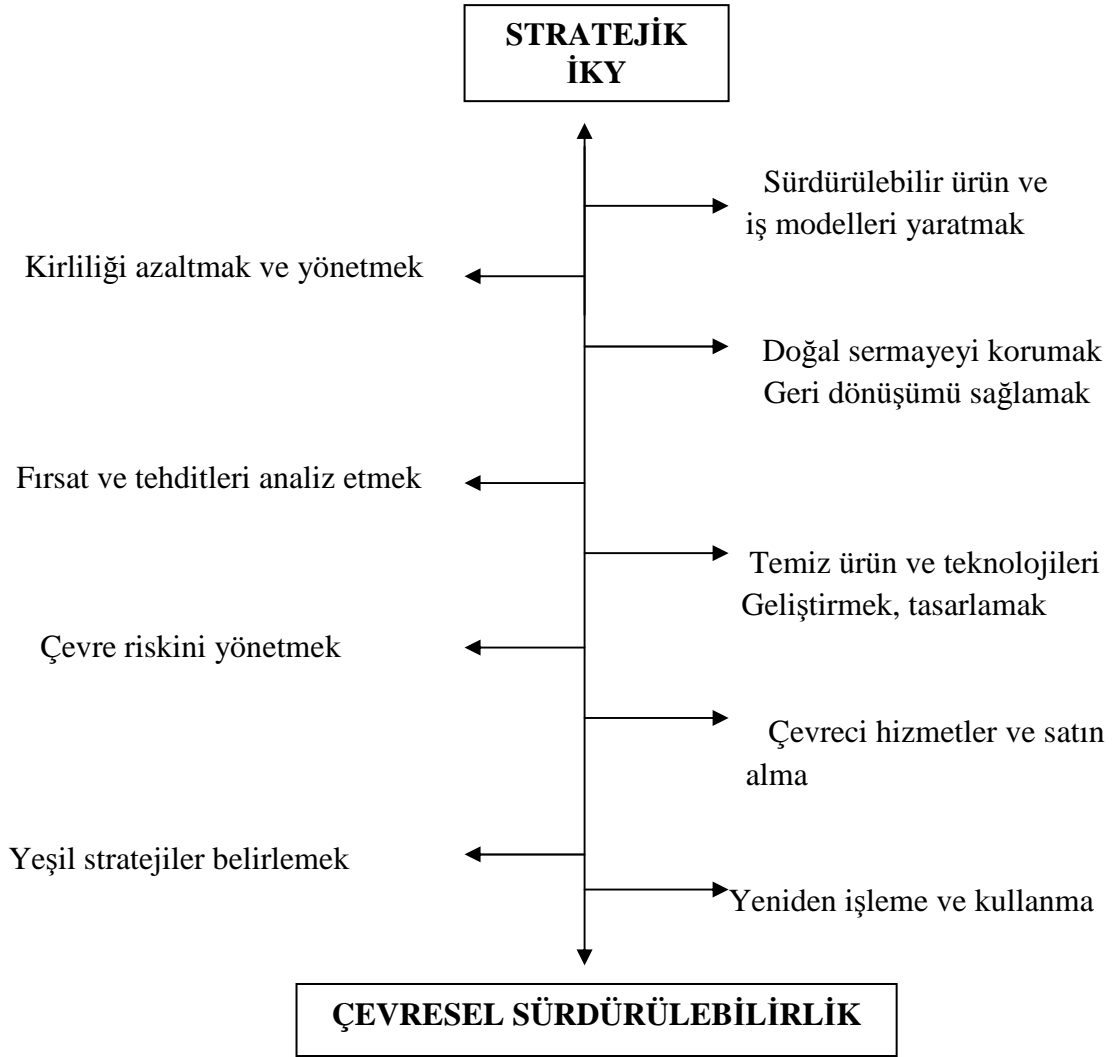 STRATEJİK
İKY
Sürdürülebilir ürün ve
iş modelleri yaratmak
Kirliliği azaltmak ve yönetmek
Doğal sermayeyi korumak
Geri dönüşümü sağlamak
Fırsat ve tehditleri analiz etmek
Temiz ürün ve teknolojileri
Geliştirmek, tasarlamak
Çevre riskini yönetmek
Çevreci hizmetler ve satın
alma
Yeşil stratejiler belirlemek
Yeniden işleme ve kullanma
ÇEVRESEL SÜRDÜRÜLEBİLİRLİK